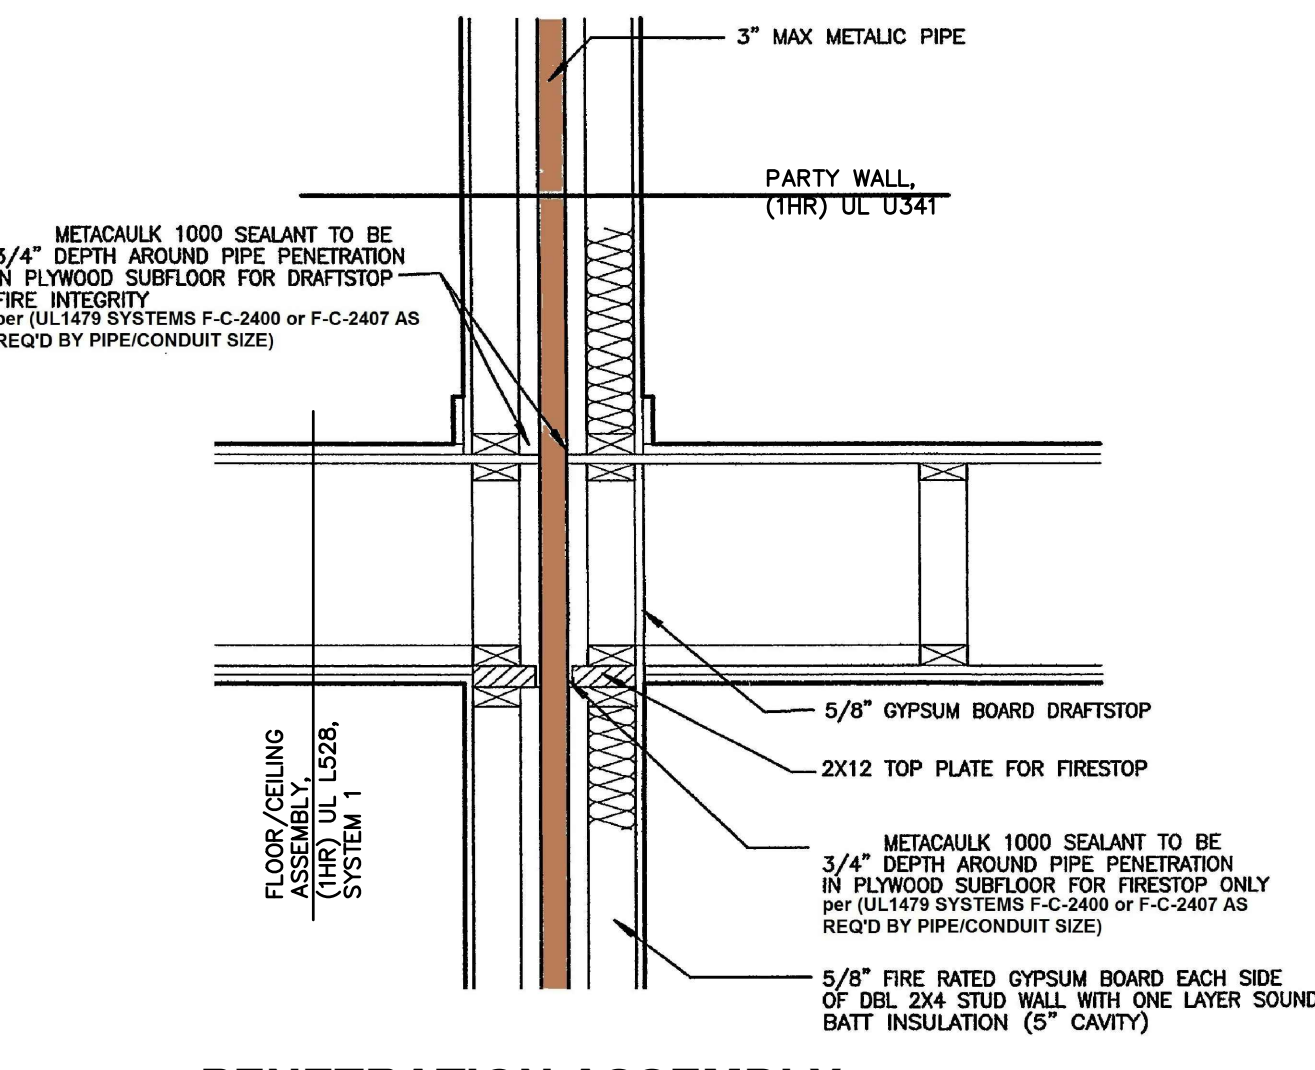 3" MAX METALIC PIPE
PARTY WALL,
(1HR) UL U341
METACAULK 1000 SEALANT TO BE
3/4" DEPTH AROUND PIPE PENETRATION
IN PLYWOOD SUBFLOOR FOR DRAFTSTOP
FIRE INTEGRITY
per (UL1479 SYSTEMS F-C-2400 or F-C-2407 AS
REQ'D BY PIPE/CONDUIT SIZE)
FLOOR/CEILING
ASSEMBLY,
(1HR) UL L528,
SYSTEM 1
5/8" GYPSUM BOARD DRAFTSTOP
2X12 TOP PLATE FOR FIRESTOP
METACAULK 1000 SEALANT TO BE
3/4" DEPTH AROUND PIPE PENETRATION
IN PLYWOOD SUBFLOOR FOR FIRESTOP ONLY
per (UL1479 SYSTEMS F-C-2400 or F-C-2407 AS
REQ'D BY PIPE/CONDUIT SIZE)
5/8" FIRE RATED GYPSUM BOARD EACH SIDE
OF DBL 2X4 STUD WALL WITH ONE LAYER SOUND
BATT INSULATION (5" CAVITY)
PENETRATION ASSEMBLY